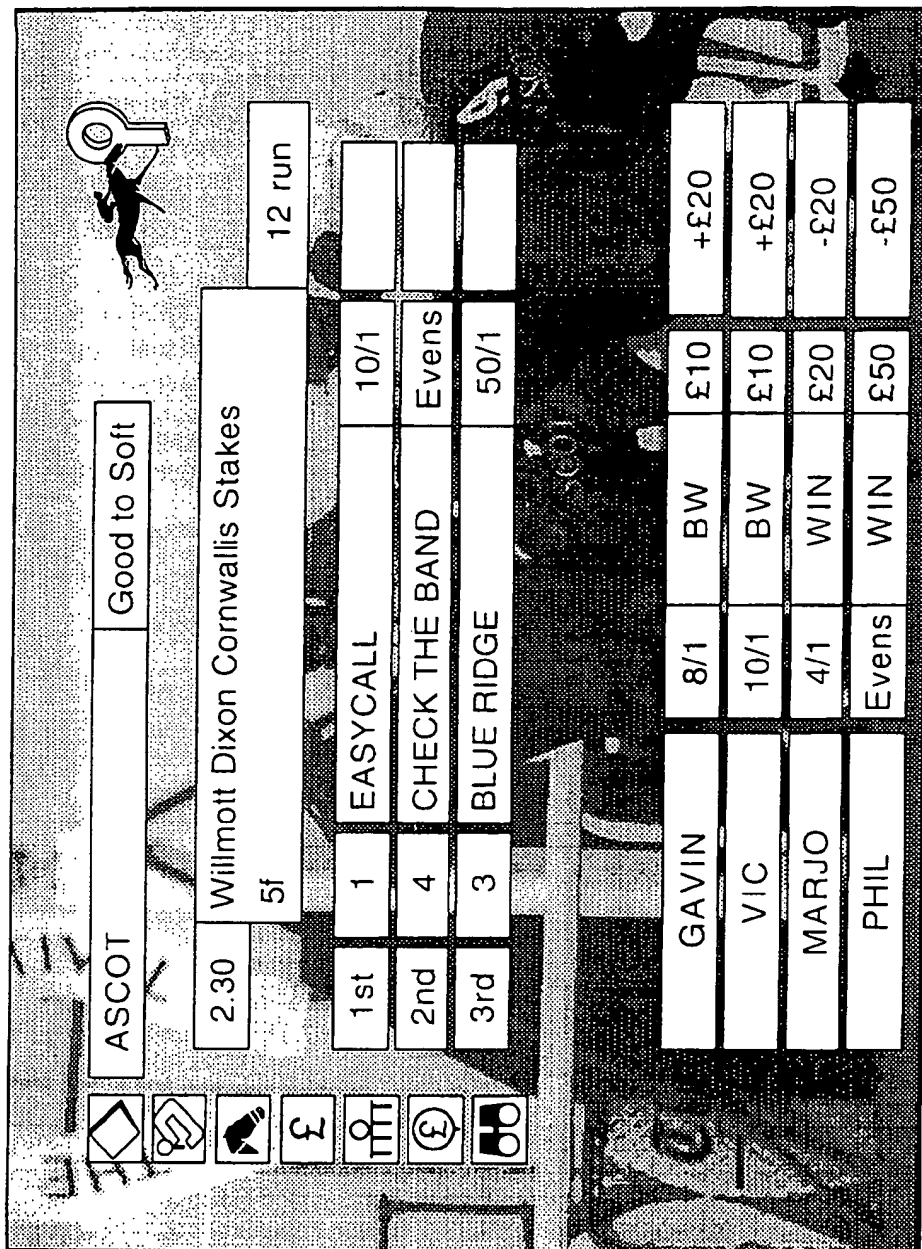 ASCOT Good to Soft
2.30 Willmott Dixon Cornwallis Stakes
5f 12 run
1st 1 EASYCALL 10/1
2nd 4 CHECK THE BAND Evens
3rd 3 BLUE RIDGE 50/1
£
£
GAVIN 8/1 BW £10 +£20
VIC 10/1 BW £10 +£20
MARJO 4/1 WIN £20 -£20
PHIL Evens WIN £50 -£50